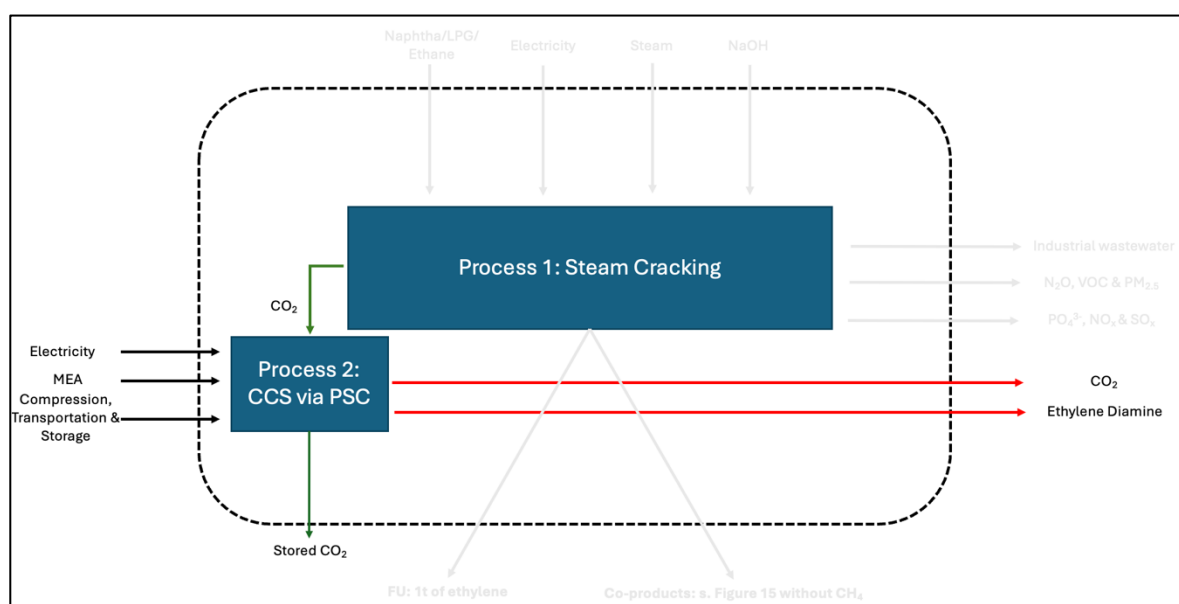 Naphtha/LPG/
Ethane
Electricity
Steam
NaOH
Process 1: Steam Cracking
Industrial wastewater
N₂O, VOC & PM₂.₅
PO₄³⁻, NOₓ & SOₓ
CO₂
Electricity
MEA
Compression,
Transportation &
Storage
Process 2:
CCS via PSC
CO₂
Ethylene Diamine
Stored CO₂
FU: 1t of ethylene
Co-products: s. Figure 15 without CH₄